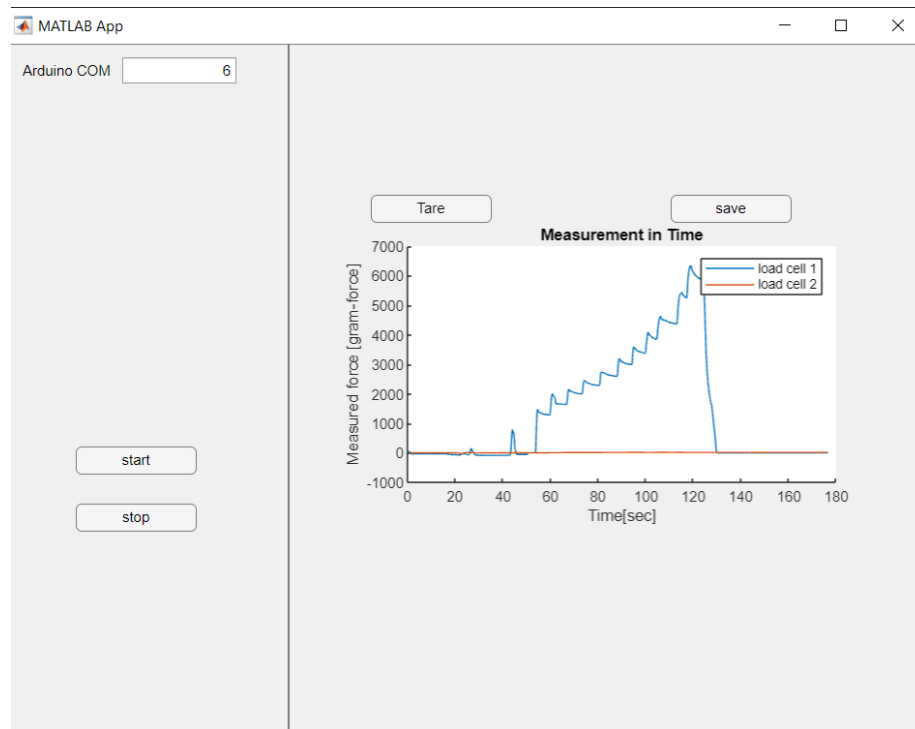 MATLAB App
Arduino COM 6
Tare save
Measurement in Time
7000
6000
5000
4000
3000
2000
1000
0
-1000
Measured force [gram-force]
load cell 1
load cell 2
0 20 40 60 80 100 120 140 160 180
Time[sec]
start
stop